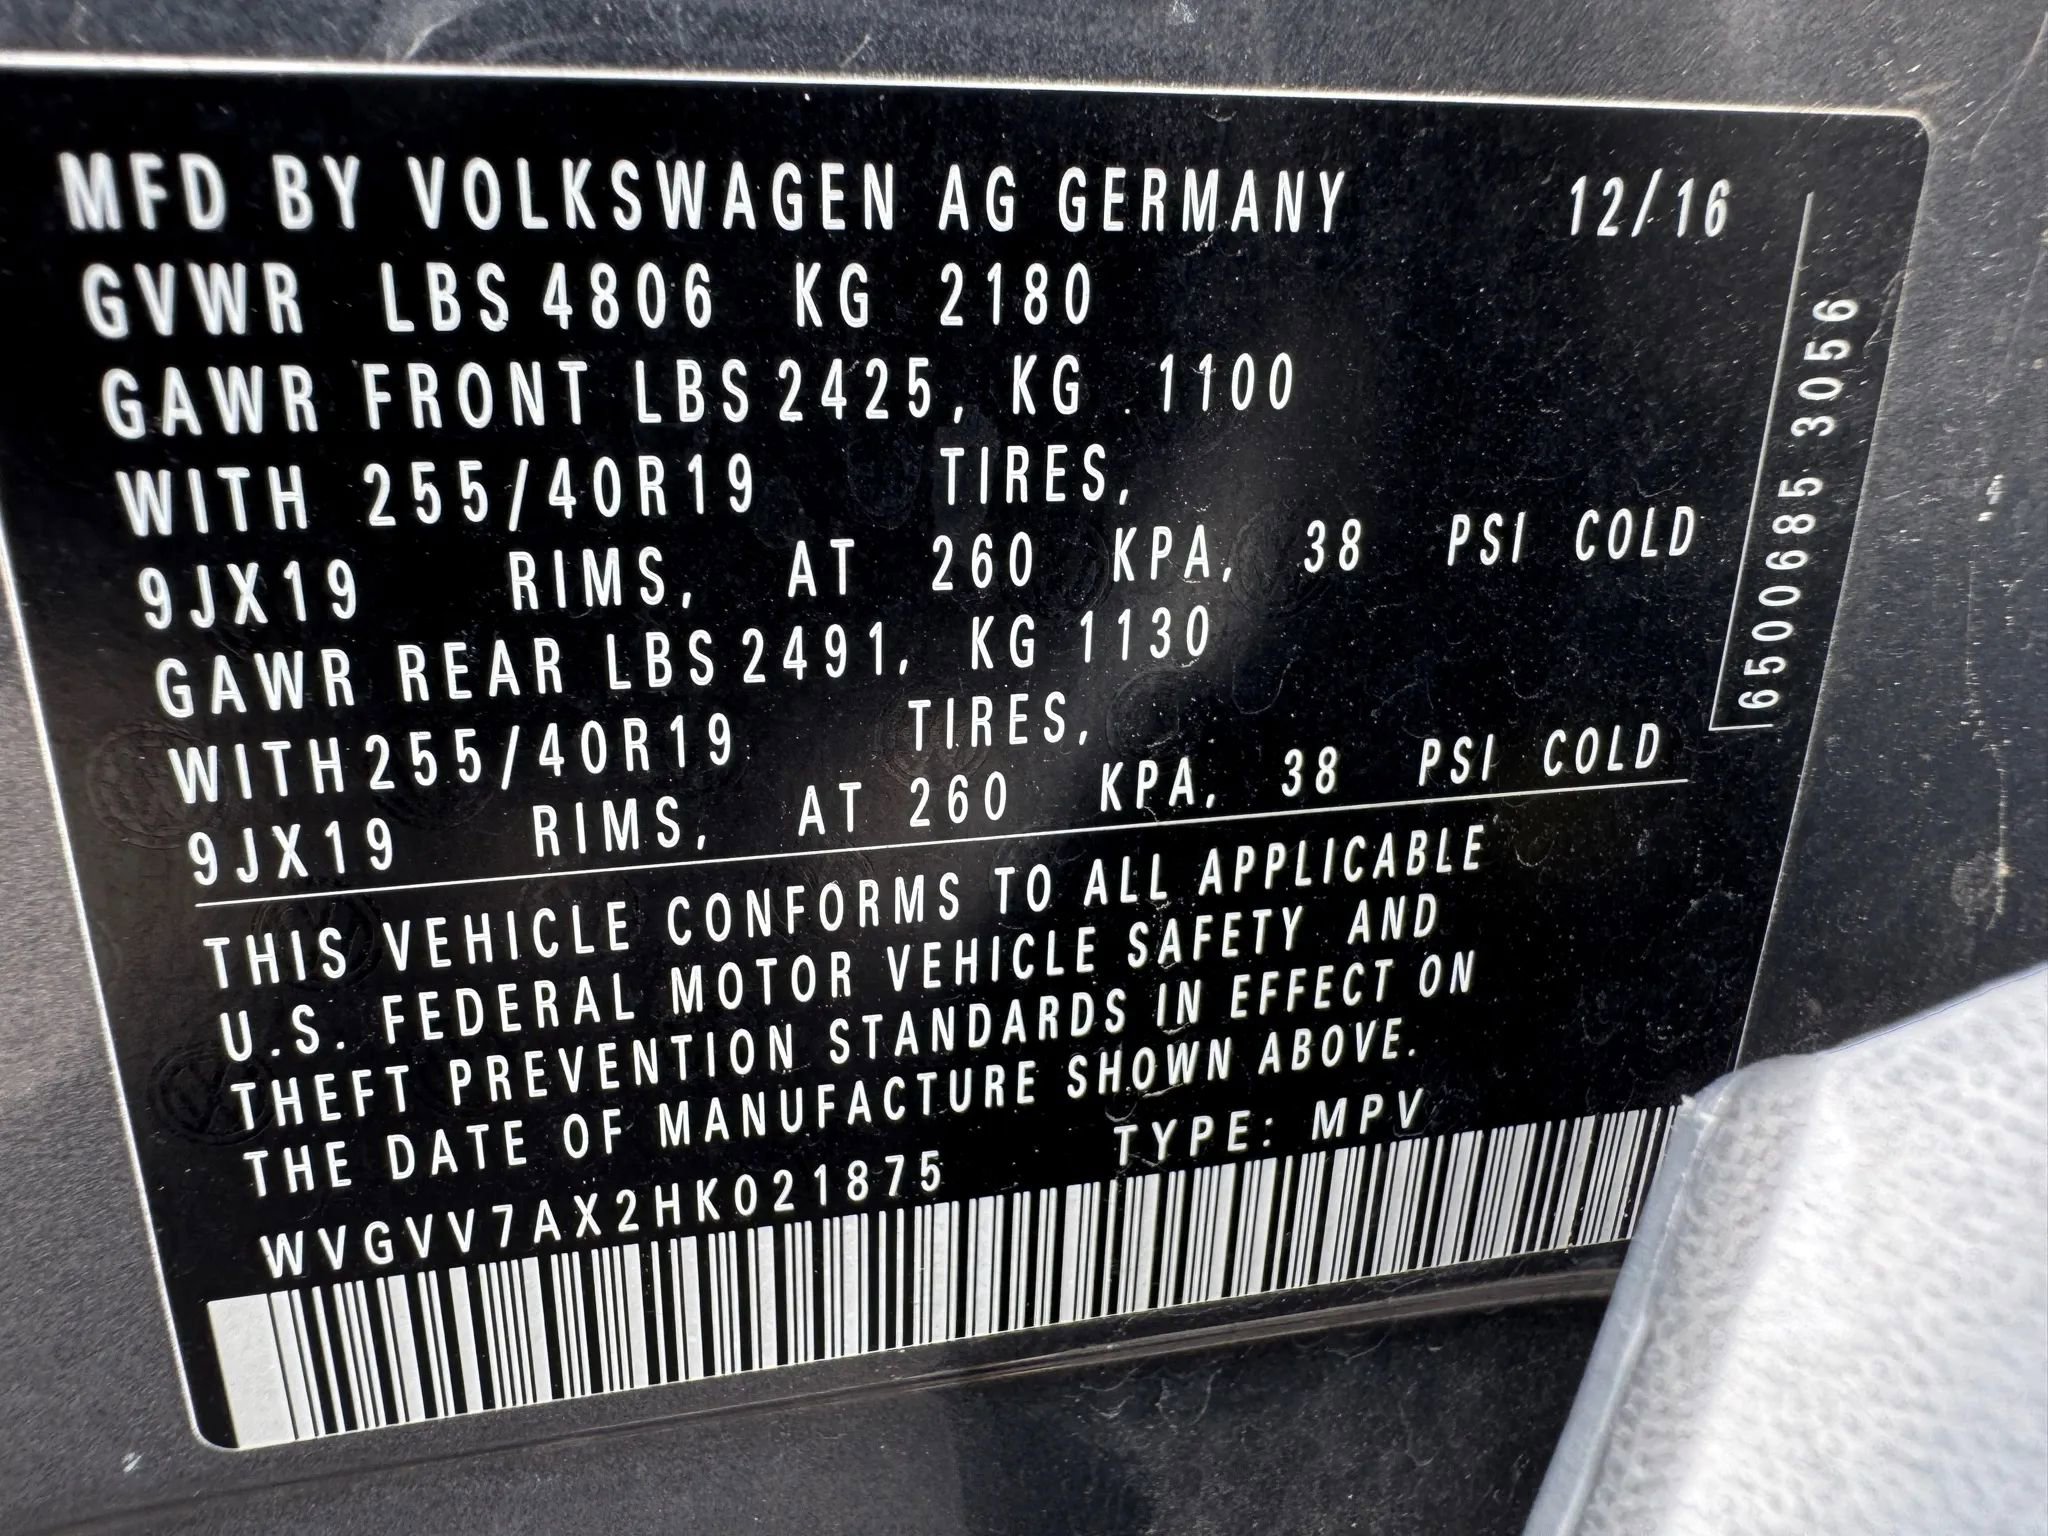 MFD BY VOLKSWAGEN AG GERMANY 12/16
GVWR LBS 4806 KG 2180
GAWR FRONT LBS 2425, KG 1100
WITH 255/40R19 TIRES,
9JX19 RIMS, AT 260 KPA, 38 PSI COLD
GAWR REAR LBS 2491, KG 1130
WITH 255/40R19 TIRES,
9JX19 RIMS, AT 260 KPA, 38 PSI COLD
THIS VEHICLE CONFORMS TO ALL APPLICABLE
U.S. FEDERAL MOTOR VEHICLE SAFETY AND
THEFT PREVENTION STANDARDS IN EFFECT ON
THE DATE OF MANUFACTURE SHOWN ABOVE.
WVGVV7AX2HK021875 TYPE: MPV
6500685 3056